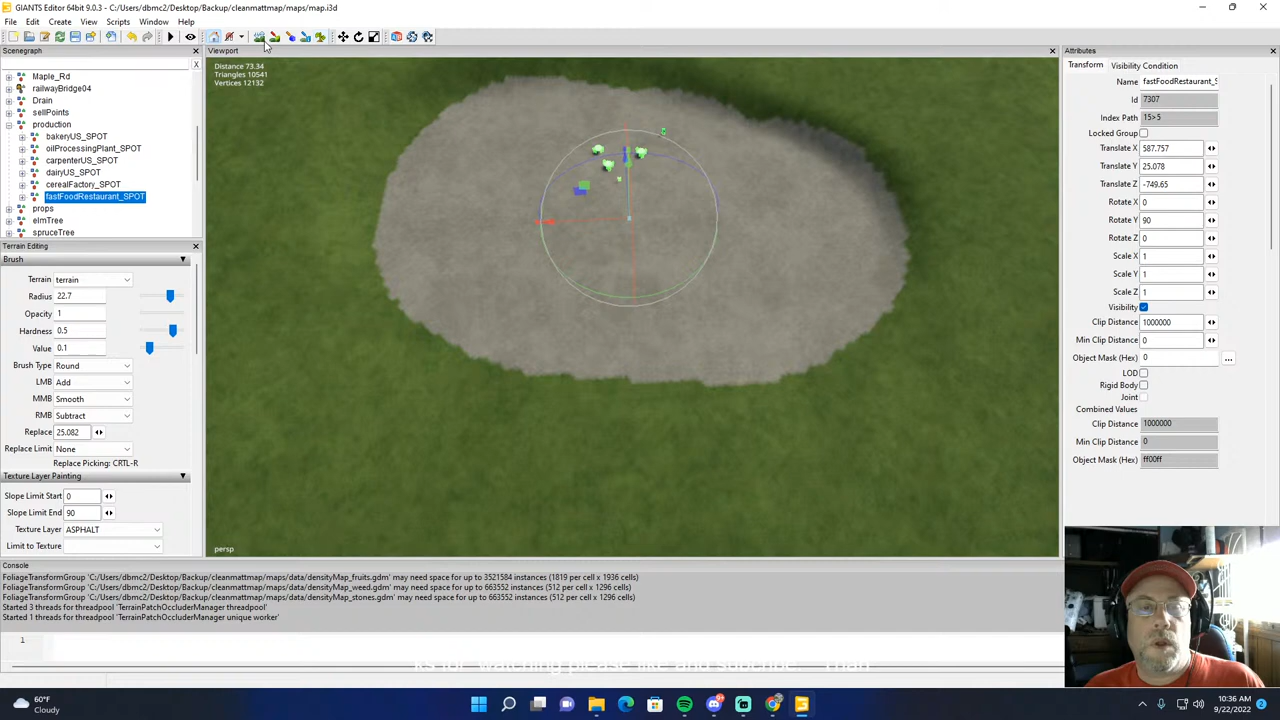 GIANTS Editor 64bit 9.0.3 - C:/Users/dbmc2/Desktop/Backup/cleanmattmap/maps/map.i3d
File Edit Create View Scripts Window Help
Scenegraph
Viewport
Attributes
Maple_Rd
railwayBridge04
Drain
sellPoints
production
bakeryUS_SPOT
oilProcessingPlant_SPOT
carpenterUS_SPOT
dairyUS_SPOT
cerealFactory_SPOT
fastFoodRestaurant_SPOT
props
elmTree
spruceTree
Terrain Editing
Brush
Terrain terrain
Radius 22.7
Opacity 1
Hardness 0.5
Value 0.1
Brush Type Round
LMB Add
MMB Smooth
RMB Subtract
Replace 25.082
Replace Limit None
Replace Picking: CRTL-R
Texture Layer Painting
Slope Limit Start 0
Slope Limit End 90
Texture Layer ASPHALT
Limit to Texture
Distance 73.34
Triangles 10541
Vertices 12132
persp
Transform Visibility Condition
Name fastFoodRestaurant_S
Id 7307
Index Path 15>5
Locked Group
Translate X 587.757
Translate Y 25.078
Translate Z -749.65
Rotate X 0
Rotate Y 90
Rotate Z 0
Scale X 1
Scale Y 1
Scale Z 1
Visibility
Clip Distance 1000000
Min Clip Distance 0
Object Mask (Hex) 0 ...
LOD
Rigid Body
Joint
Combined Values
Clip Distance 1000000
Min Clip Distance 0
Object Mask (Hex) ff00ff
Console
FoliageTransformGroup 'C:/Users/dbmc2/Desktop/Backup/cleanmattmap/maps/data/densityMap_fruits.gdm' may need space for up to 3521584 instances (1819 per cell x 1936 cells)
FoliageTransformGroup 'C:/Users/dbmc2/Desktop/Backup/cleanmattmap/maps/data/densityMap_weed.gdm' may need space for up to 663552 instances (512 per cell x 1296 cells)
FoliageTransformGroup 'C:/Users/dbmc2/Desktop/Backup/cleanmattmap/maps/data/densityMap_stones.gdm' may need space for up to 663552 instances (512 per cell x 1296 cells)
Started 3 threads for threadpool 'TerrainPatchOccluderManager threadpool'
Started 1 threads for threadpool 'TerrainPatchOccluderManager unique worker'
1
ks for watching please like and
60°F
Cloudy
10:36 AM
9/22/2022